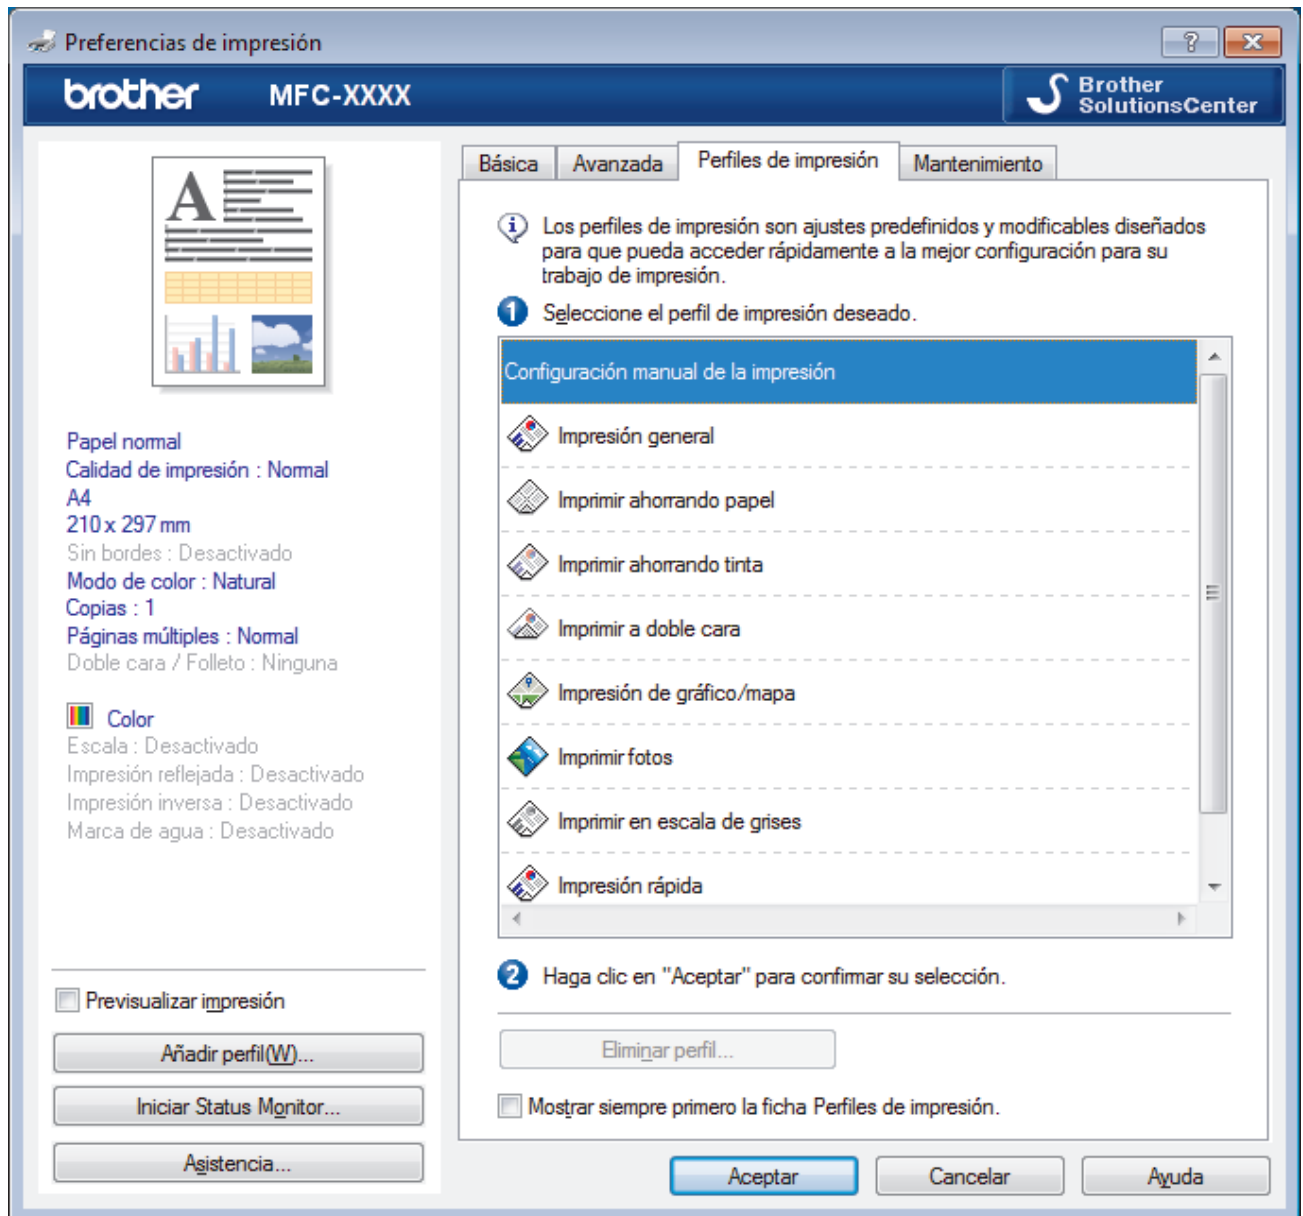 Preferencias de impresión
brother MFC-XXXX
Brother
SolutionsCenter
A
Papel normal
Calidad de impresión : Normal
A4
210 x 297 mm
Sin bordes : Desactivado
Modo de color : Natural
Copias : 1
Páginas múltiples : Normal
Doble cara / Folleto : Ninguna
Color
Escala : Desactivado
Impresión reflejada : Desactivado
Impresión inversa : Desactivado
Marca de agua : Desactivado
Previsualizar impresión
Añadir perfil(W)...
Iniciar Status Monitor...
Asistencia...
Básica Avanzada Perfiles de impresión Mantenimiento
Los perfiles de impresión son ajustes predefinidos y modificables diseñados
para que pueda acceder rápidamente a la mejor configuración para su
trabajo de impresión.
1 Seleccione el perfil de impresión deseado.
Configuración manual de la impresión
Impresión general
Imprimir ahorrando papel
Imprimir ahorrando tinta
Imprimir a doble cara
Impresión de gráfico/mapa
Imprimir fotos
Imprimir en escala de grises
Impresión rápida
2 Haga clic en "Aceptar" para confirmar su selección.
Eliminar perfil...
Mostrar siempre primero la ficha Perfiles de impresión.
Aceptar Cancelar Ayuda